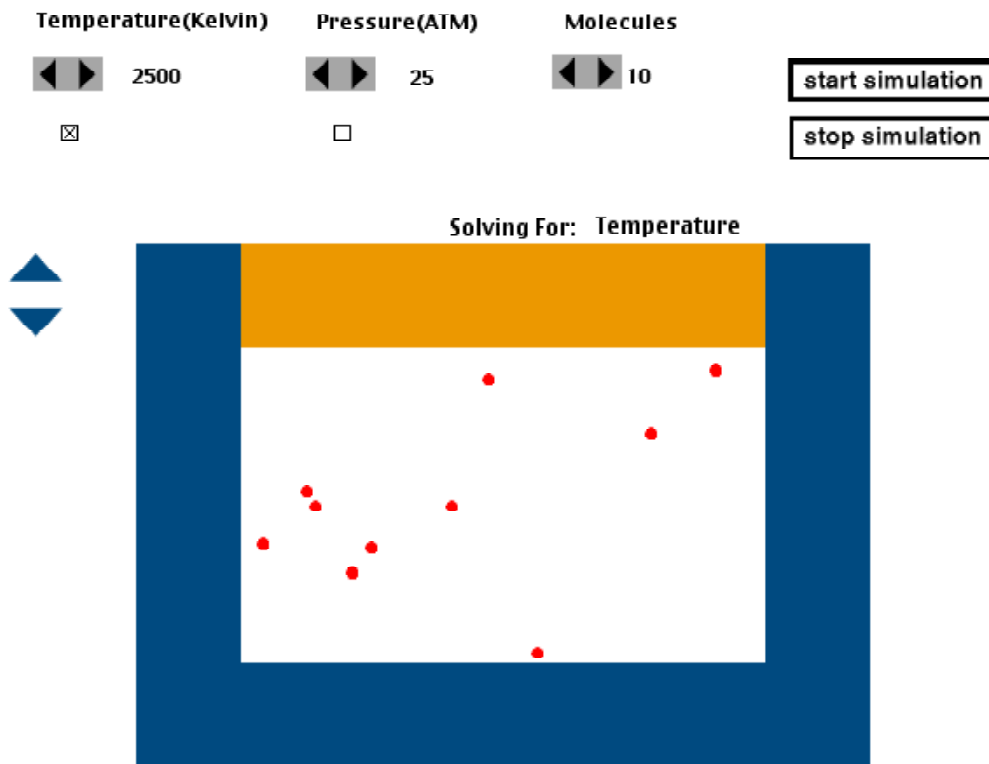 Temperature(Kelvin) Pressure(ATM) Molecules
2500 25 10
start simulation
stop simulation
Solving For: Temperature